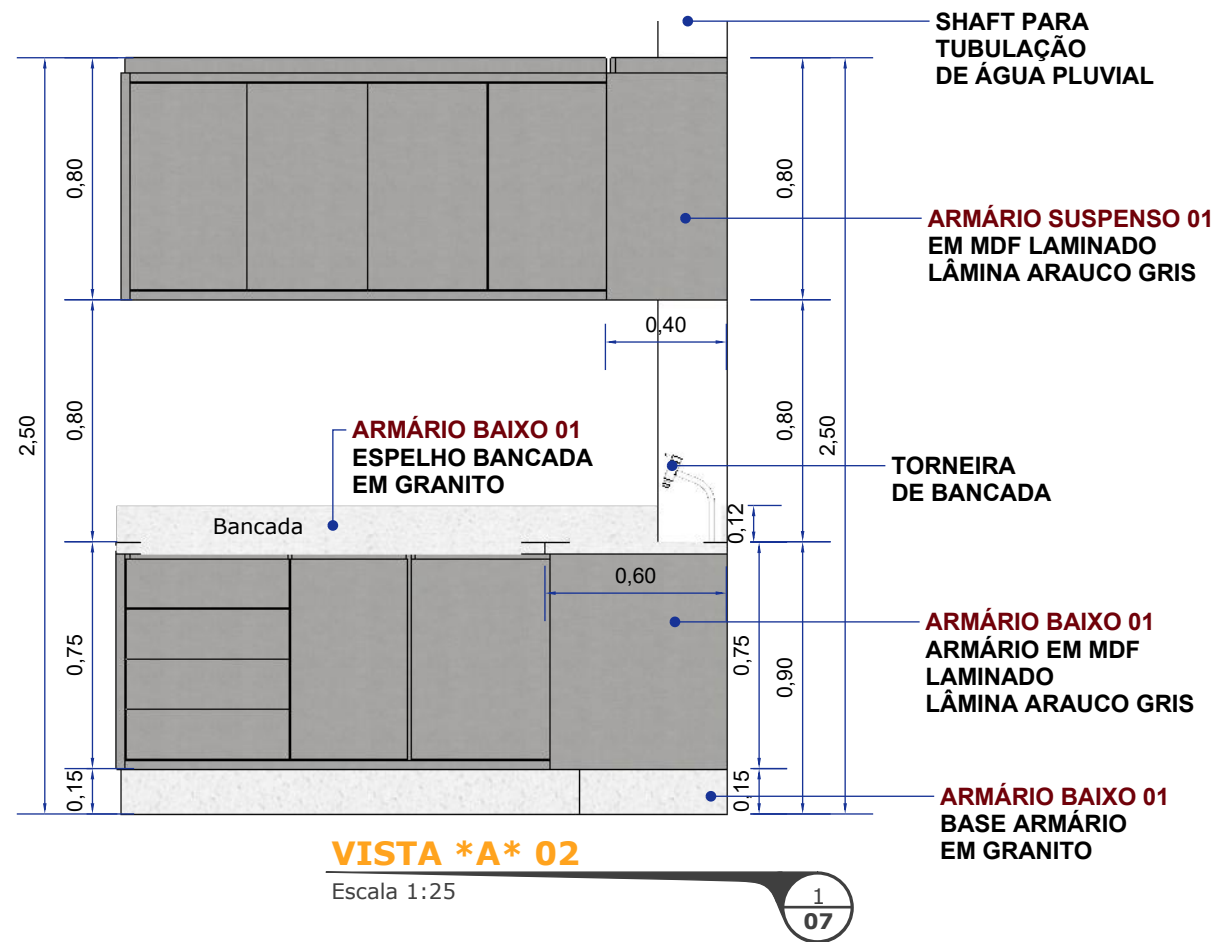 SHAFT PARA
TUBULAÇÃO
DE ÁGUA PLUVIAL
0,80
0,80
ARMÁRIO SUSPENSO 01
EM MDF LAMINADO
LÂMINA ARAUCO GRIS
0,40
2,50
0,80
0,80
2,50
ARMÁRIO BAIXO 01
ESPELHO BANCADA
EM GRANITO
TORNEIRA
DE BANCADA
Bancada
0,12
0,60
0,75
0,75
0,90
ARMÁRIO BAIXO 01
ARMÁRIO EM MDF
LAMINADO
LÂMINA ARAUCO GRIS
0,15
0,15
ARMÁRIO BAIXO 01
BASE ARMÁRIO
EM GRANITO
VISTA *A* 02
Escala 1:25
1
07